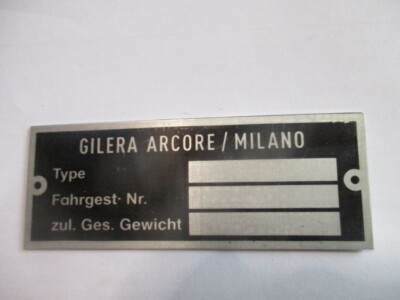 GILERA ARCORE / MILANO
Type
Fahrgest- Nr.
zul. Ges. Gewicht